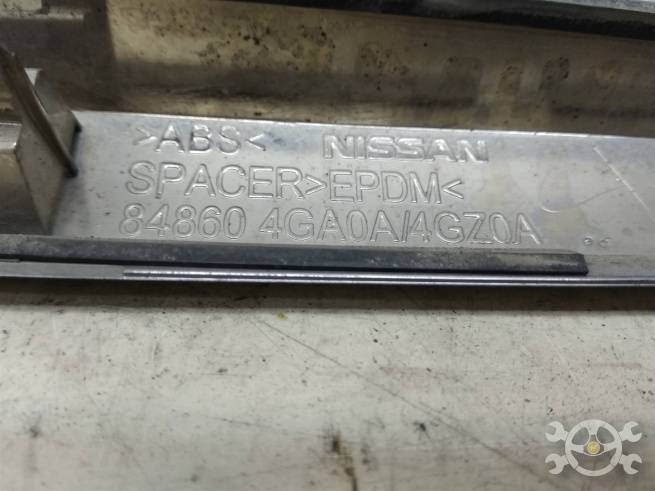 >ABS< NISSAN
SPACER>EPDM<
84860 4GA0A/4GZ0A